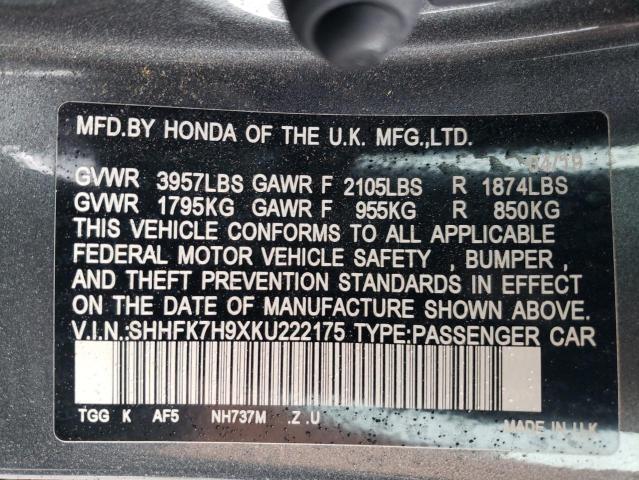 MFD.BY HONDA OF THE U.K. MFG.,LTD.
04/19
GVWR 3957LBS GAWR F 2105LBS R 1874LBS
GVWR 1795KG GAWR F 955KG R 850KG
THIS VEHICLE CONFORMS TO ALL APPLICABLE
FEDERAL MOTOR VEHICLE SAFETY , BUMPER ,
AND THEFT PREVENTION STANDARDS IN EFFECT
ON THE DATE OF MANUFACTURE SHOWN ABOVE.
V.I.N.:SHHFK7H9XKU222175 TYPE:PASSENGER CAR
TGG K AF5 NH737M .Z .U
MADE IN U.K